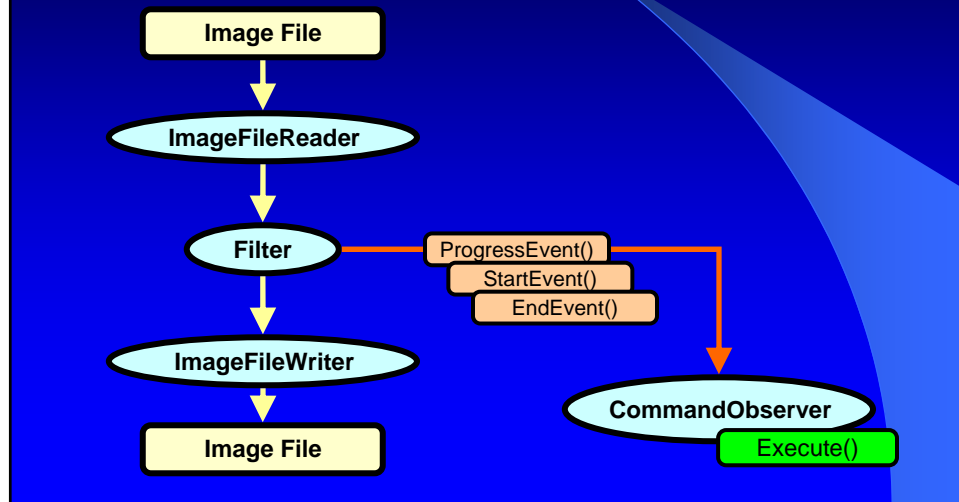 Image File
ImageFileReader
Filter
ProgressEvent()
StartEvent()
EndEvent()
ImageFileWriter
CommandObserver
Execute()
Image File